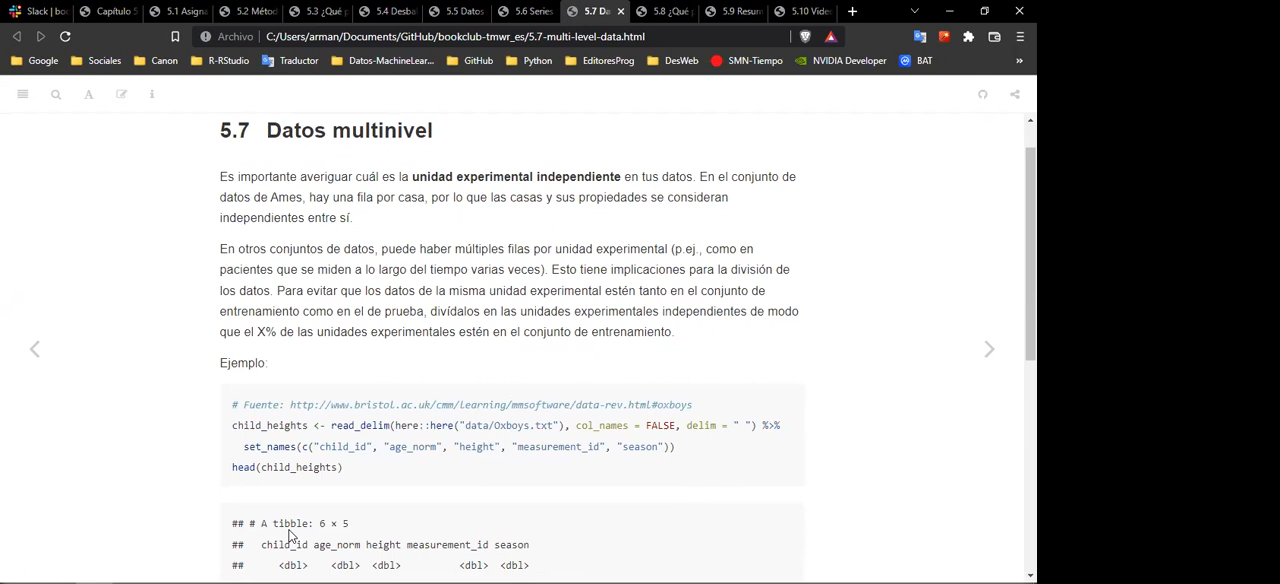 Slack | boo
Capítulo 5
5.1 Asigna
5.2 Métod
5.3 ¿Qué p
5.4 Desbal
5.5 Datos
5.6 Series
5.7 Da
5.8 ¿Qué
5.9 Resum
5.10 Video
Archivo C:/Users/arman/Documents/GitHub/bookclub-tmwr_es/5.7-multi-level-data.html
Google Sociales Canon R-RStudio Traductor Datos-MachineLear... GitHub Python EditoresProg DesWeb SMN-Tiempo NVIDIA Developer BAT »
5.7 Datos multinivel
Es importante averiguar cuál es la unidad experimental independiente en tus datos. En el conjunto de
datos de Ames, hay una fila por casa, por lo que las casas y sus propiedades se consideran
independientes entre sí.
En otros conjuntos de datos, puede haber múltiples filas por unidad experimental (p.ej., como en
pacientes que se miden a lo largo del tiempo varias veces). Esto tiene implicaciones para la división de
los datos. Para evitar que los datos de la misma unidad experimental estén tanto en el conjunto de
entrenamiento como en el de prueba, divídalos en las unidades experimentales independientes de modo
que el X% de las unidades experimentales estén en el conjunto de entrenamiento.
Ejemplo:
# Fuente: http://www.bristol.ac.uk/cmm/learning/mmsoftware/data-rev.html#oxboys
child_heights <- read_delim(here::here("data/Oxboys.txt"), col_names = FALSE, delim = " ") %>%
set_names(c("child_id", "age_norm", "height", "measurement_id", "season"))
head(child_heights)
## # A tibble: 6 × 5
## child_id age_norm height measurement_id season
## <dbl> <dbl> <dbl> <dbl> <dbl>